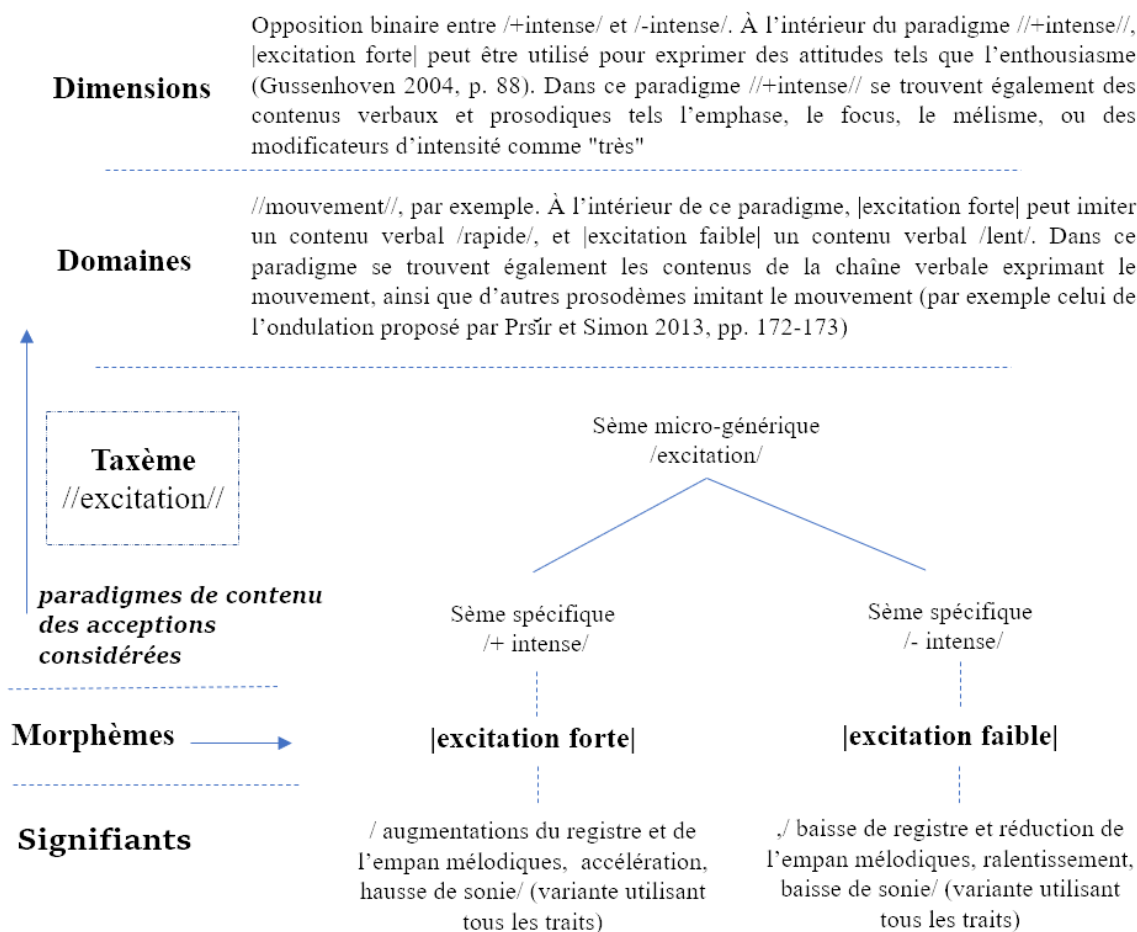 Opposition binaire entre /+intense/ et /-intense/. À l'intérieur du paradigme //+intense//,
|excitation forte| peut être utilisé pour exprimer des attitudes tels que l'enthousiasme
(Gussenhoven 2004, p. 88). Dans ce paradigme //+intense// se trouvent également des
contenus verbaux et prosodiques tels l'emphase, le focus, le mélisme, ou des
modificateurs d'intensité comme "très"
Dimensions
//mouvement//, par exemple. À l'intérieur de ce paradigme, |excitation forte| peut imiter
un contenu verbal /rapide/, et |excitation faible| un contenu verbal /lent/. Dans ce
paradigme se trouvent également les contenus de la chaîne verbale exprimant le
mouvement, ainsi que d'autres prosodèmes imitant le mouvement (par exemple celui de
l'ondulation proposé par Prsǐr et Simon 2013, pp. 172-173)
Domaines
Taxème
//excitation//
Sème micro-générique
/excitation/
paradigmes de contenu
des acceptions
considérées
Sème spécifique
/+ intense/
Sème spécifique
/- intense/
Morphèmes
|excitation forte|
|excitation faible|
Signifiants
/ augmentations du registre et de
l'empan mélodiques, accélération,
hausse de sonie/ (variante utilisant
tous les traits)
,/ baisse de registre et réduction de
l'empan mélodiques, ralentissement,
baisse de sonie/ (variante utilisant
tous les traits)